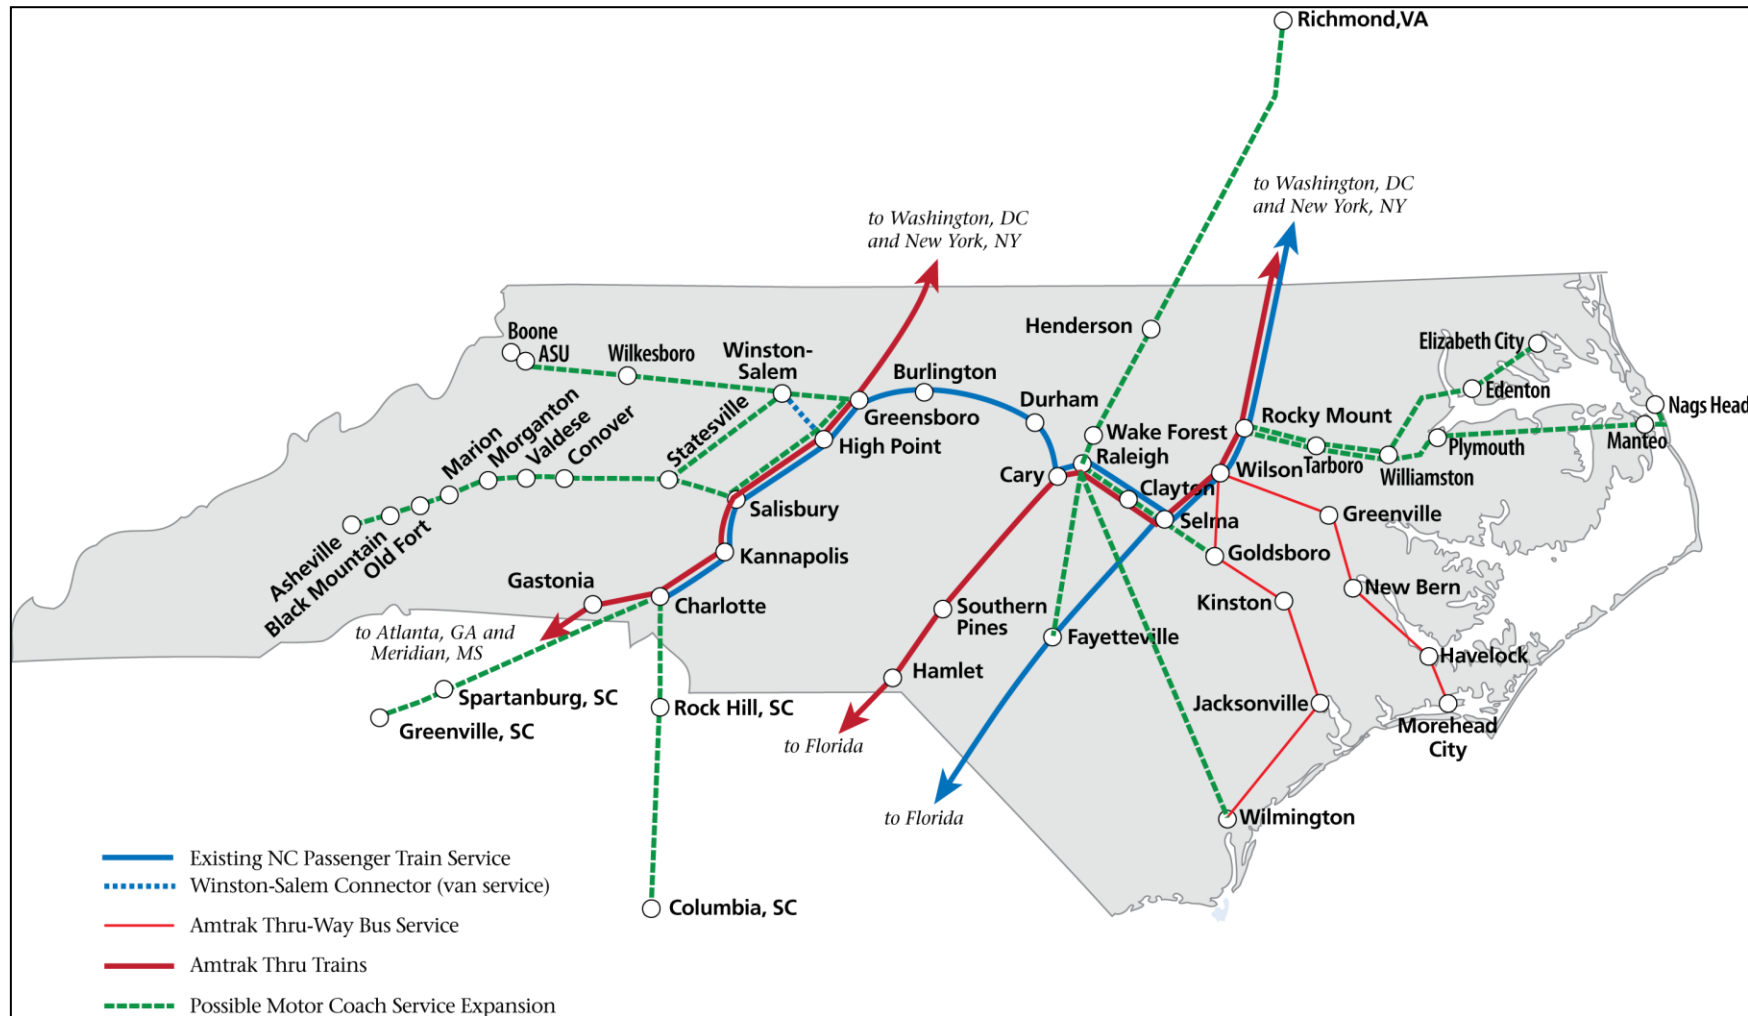 Richmond,VA
to Washington, DC
and New York, NY
to Washington, DC
and New York, NY
Henderson
Boone
ASU
Wilkesboro
Winston-
Salem
Burlington
Greensboro
Durham
High Point
Elizabeth City
Edenton
Nags Head
Manteo
Rocky Mount
Tarboro
Williamston
Plymouth
Wake Forest
Raleigh
Cary
Clayton
Selma
Wilson
Greenville
Goldsboro
New Bern
Kinston
Havelock
Jacksonville
Morehead
City
Wilmington
Statesville
Conover
Valdese
Morganton
Marion
Old Fort
Black Mountain
Asheville
Salisbury
Kannapolis
Gastonia
Charlotte
to Atlanta, GA and
Meridian, MS
Southern
Pines
Fayetteville
Hamlet
to Florida
to Florida
Spartanburg, SC
Greenville, SC
Rock Hill, SC
Columbia, SC
Existing NC Passenger Train Service
Winston-Salem Connector (van service)
Amtrak Thru-Way Bus Service
Amtrak Thru Trains
Possible Motor Coach Service Expansion